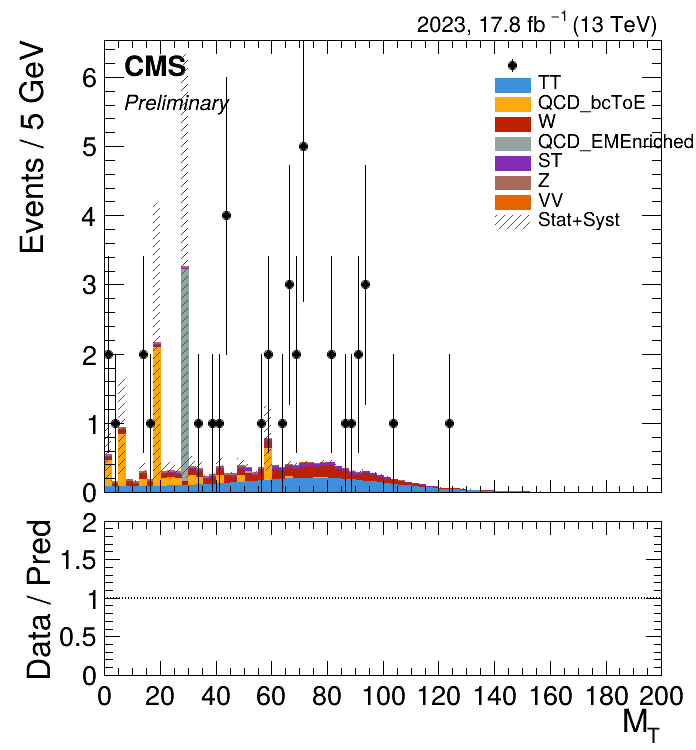 2023, 17.8 fb⁻¹ (13 TeV)
CMS
Preliminary
Events / 5 GeV
6
5
4
3
2
1
0
TT
QCD_bcToE
W
QCD_EMEnriched
ST
Z
VV
Stat+Syst
Data / Pred
2
1.5
1
0.5
0
0 20 40 60 80 100 120 140 160 180 200
M_T